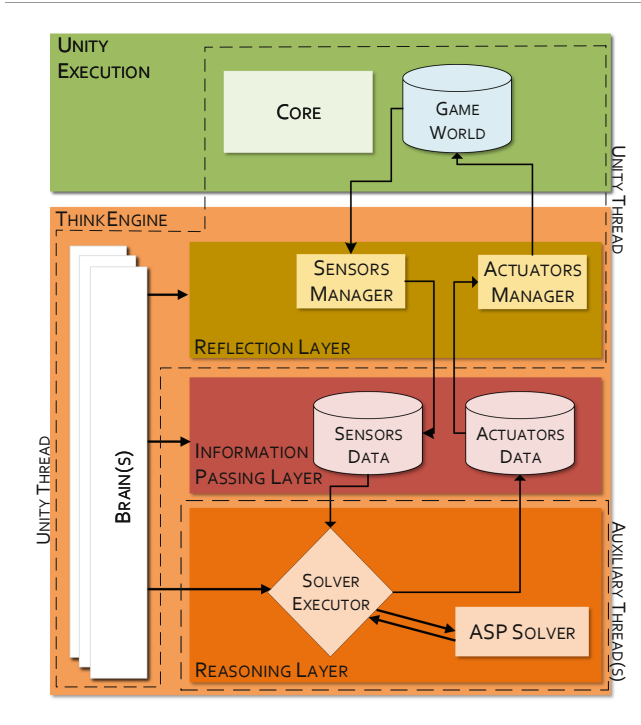 Unity
Execution
Core
Game
World
Unity Thread
ThinkEngine
Sensors
Manager
Actuators
Manager
Reflection Layer
Sensors
Data
Actuators
Data
Information
Passing Layer
Brain(s)
Unity Thread
Solver
Executor
ASP Solver
Reasoning Layer
Auxiliary Thread(s)